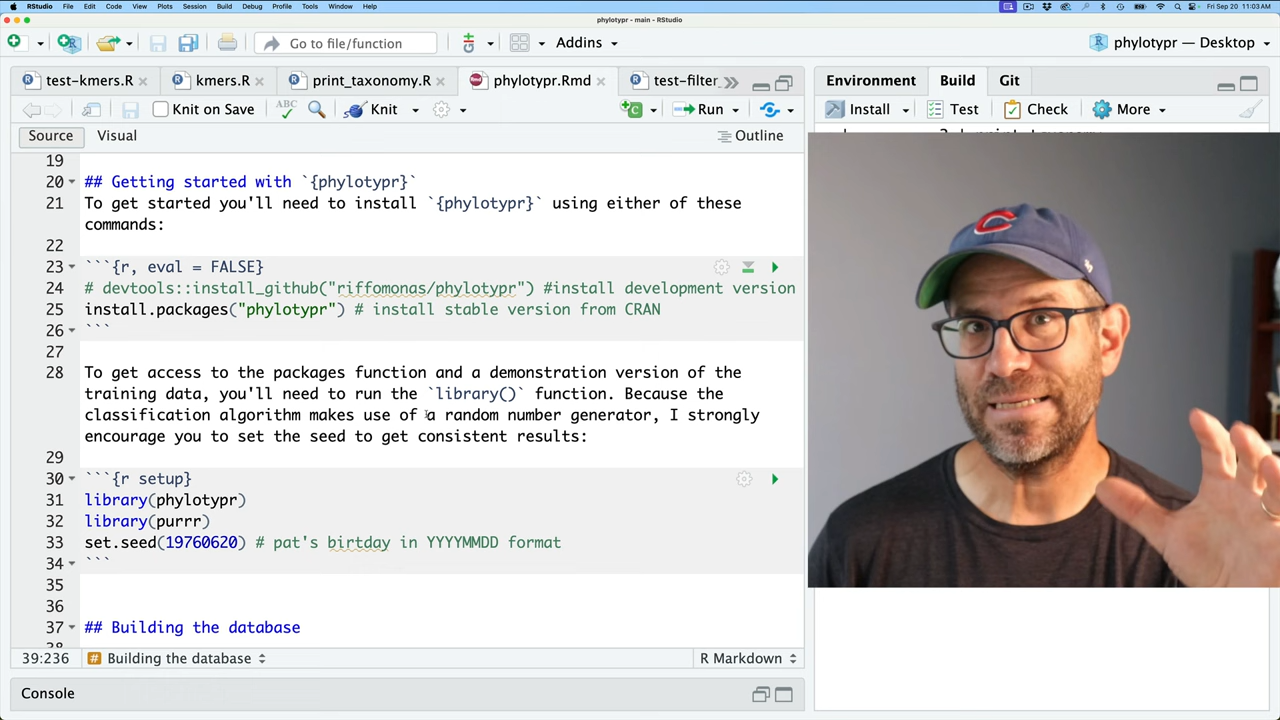 RStudio File Edit Code View Plots Session Build Debug Profile Tools Window Help Fri Sep 20 11:03 AM
phylotypr - main - RStudio
Go to file/function Addins phylotypr — Desktop
test-kmers.R kmers.R print_taxonomy.R phylotypr.Rmd test-filter
Environment Build Git
Knit on Save ABC Knit Run
Install Test Check More
Source Visual Outline
19
20 ## Getting started with `{phylotypr}`
21 To get started you'll need to install `{phylotypr}` using either of these
commands:
22
23 ```{r, eval = FALSE}
24 # devtools::install_github("riffomonas/phylotypr") #install development version
25 install.packages("phylotypr") # install stable version from CRAN
26 ```
27
28 To get access to the packages function and a demonstration version of the
training data, you'll need to run the `library()` function. Because the
classification algorithm makes use of a random number generator, I strongly
encourage you to set the seed to get consistent results:
29
30 ```{r setup}
31 library(phylotypr)
32 library(purrr)
33 set.seed(19760620) # pat's birtday in YYYYMMDD format
34 ```
35
36
37 ## Building the database
39:236 Building the database R Markdown
Console
C